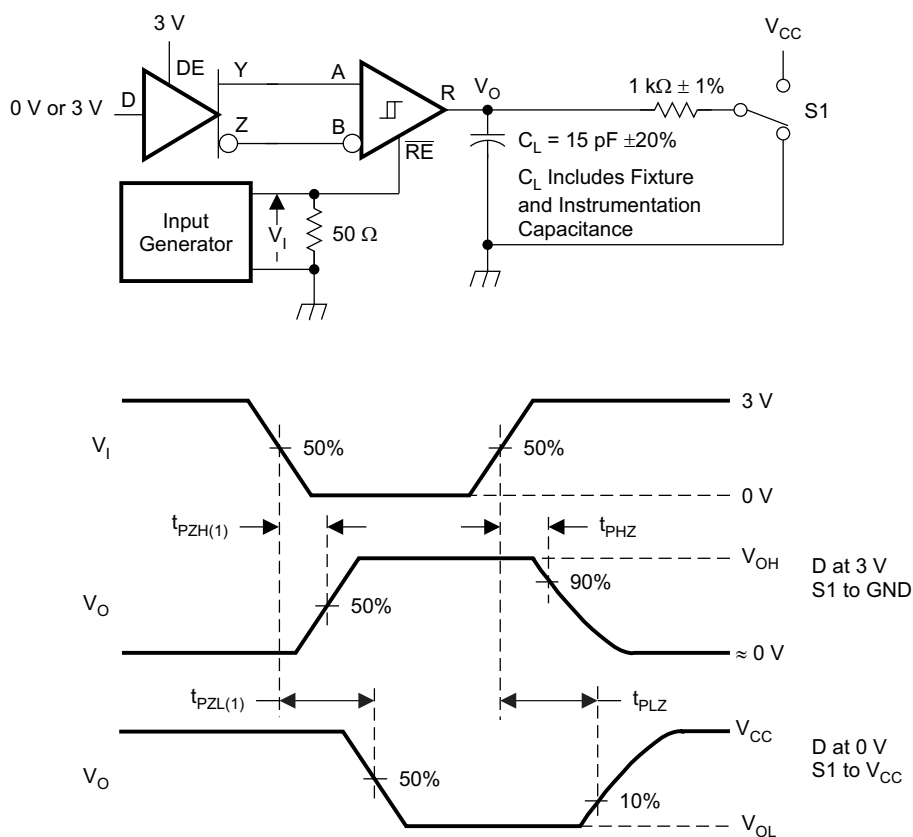 3 V
V_CC
DE
Y
A
R
V_O
1 kΩ ± 1%
0 V or 3 V
D
S1
Z
B
RE
C_L = 15 pF ±20%
C_L Includes Fixture
and Instrumentation
Capacitance
Input
Generator
V_I
50 Ω
3 V
V_I
50%
50%
0 V
t_PZH(1)
t_PHZ
V_OH
D at 3 V
S1 to GND
90%
V_O
50%
≈ 0 V
t_PZL(1)
t_PLZ
V_CC
D at 0 V
S1 to V_CC
V_O
50%
10%
V_OL